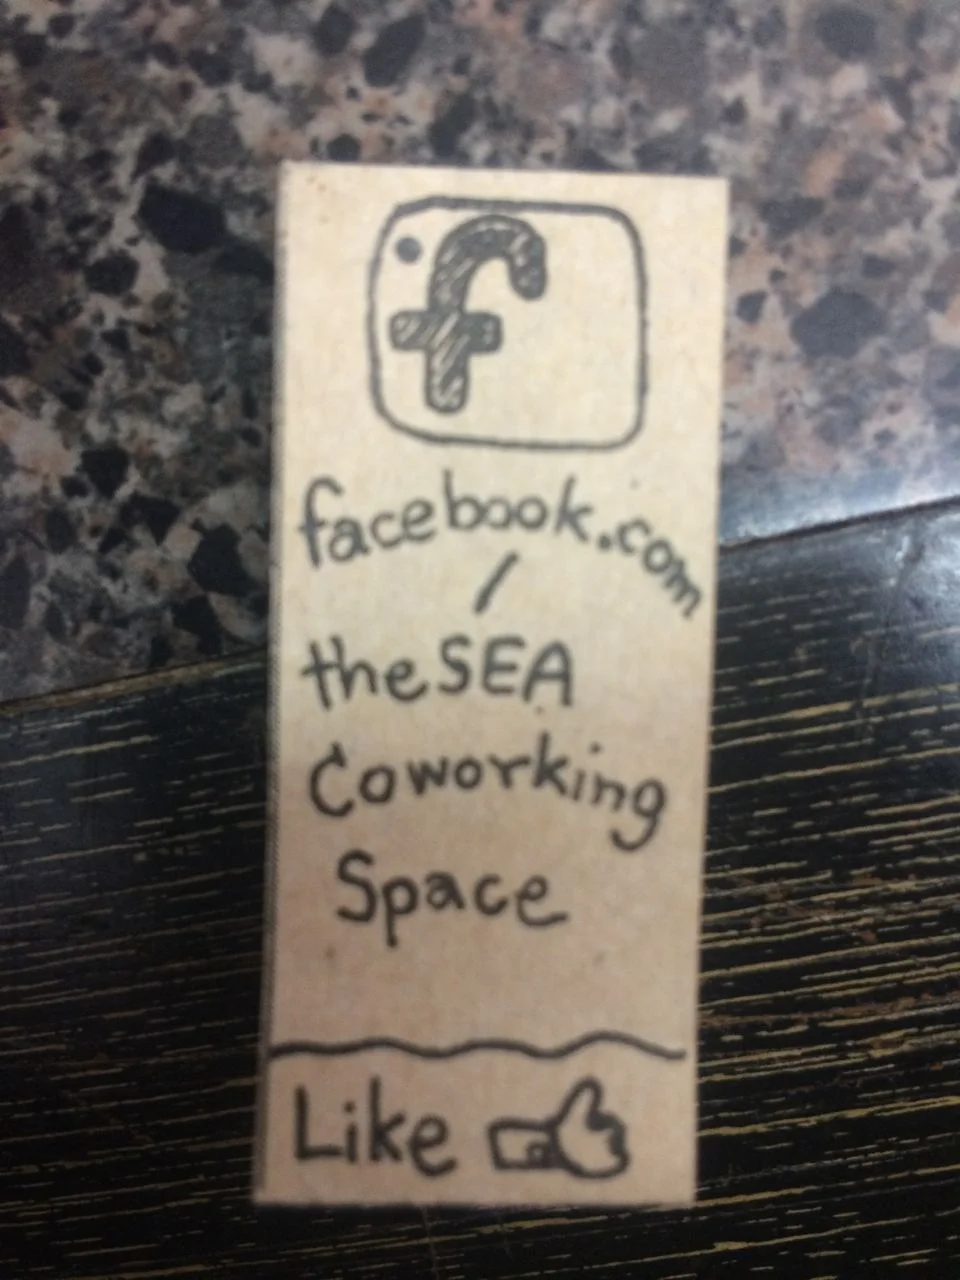 f
facebook.com
/
theSEA
Coworking
Space
Like